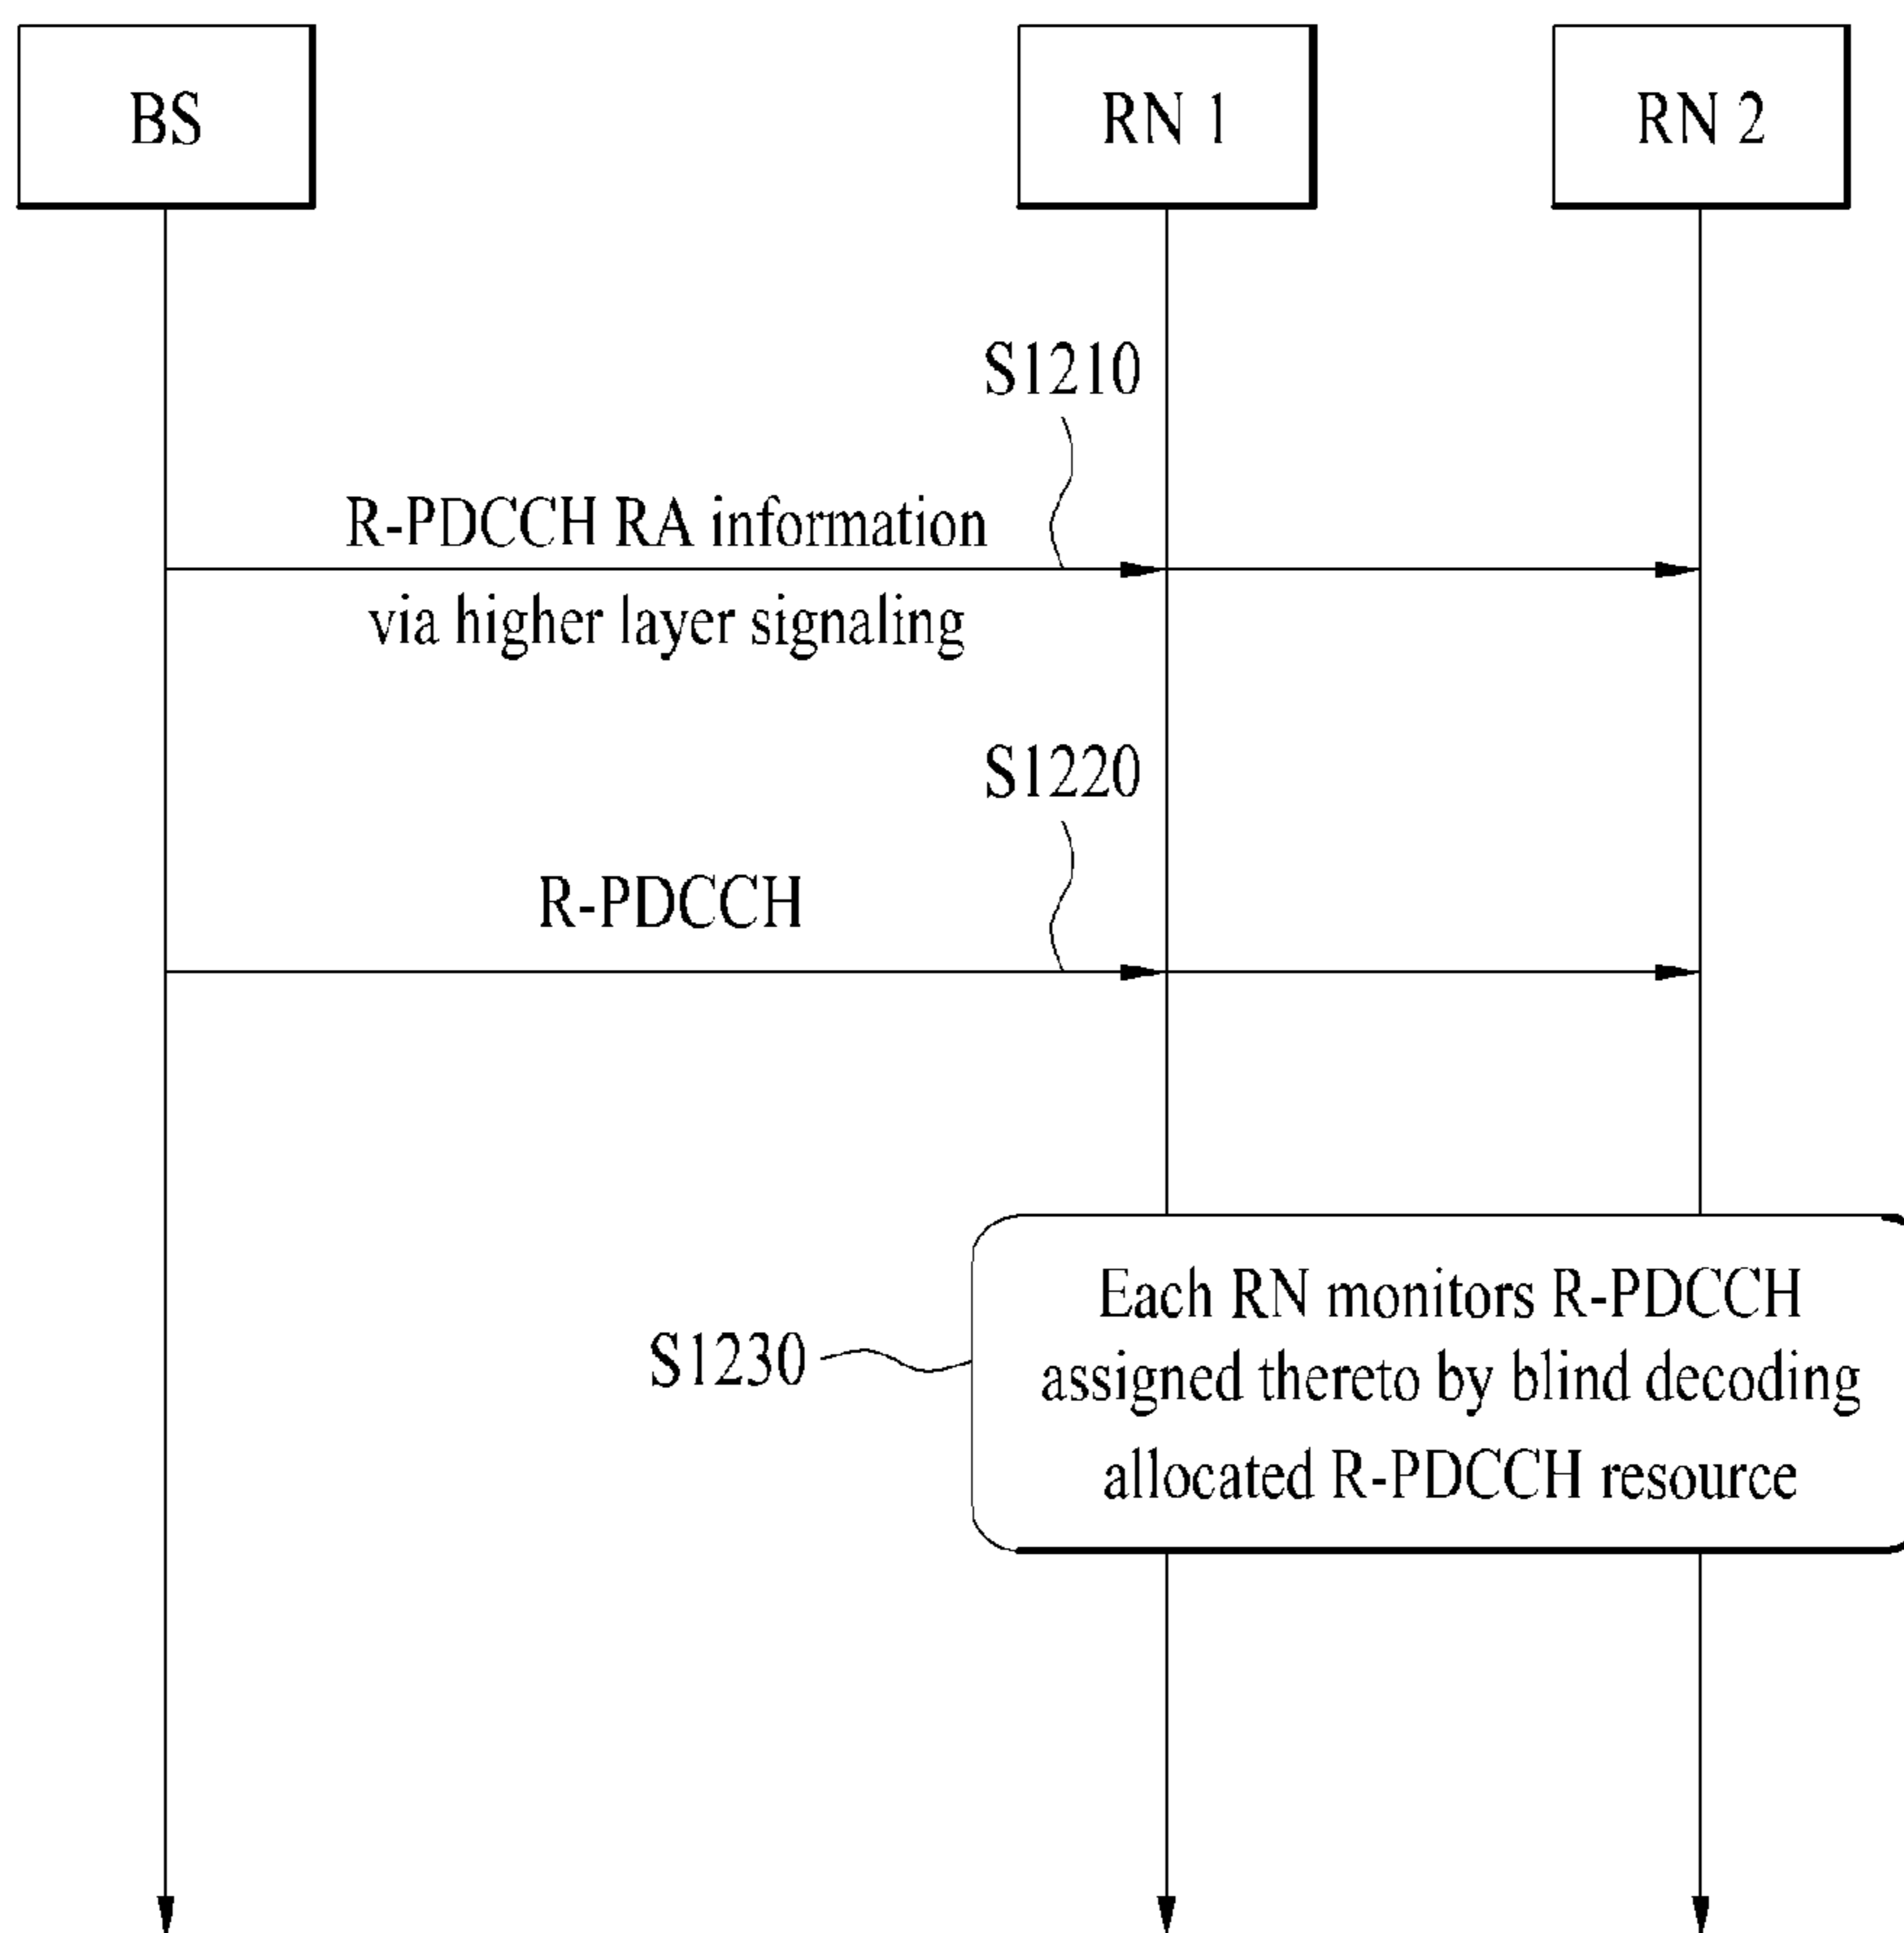 BS
RN 1
RN 2
S1210
R-PDCCH RA information
via higher layer signaling
S1220
R-PDCCH
Each RN monitors R-PDCCH
S1230
assigned thereto by blind decoding
allocated R-PDCCH resource